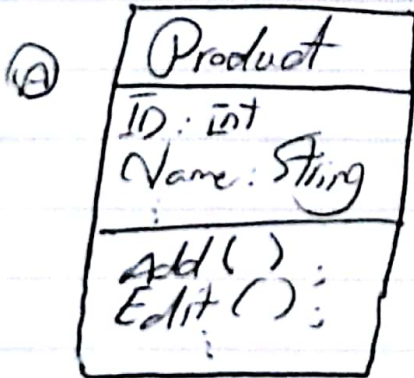 A
Product
ID: Int
Name: String
:
Add() ;
Edit() ;
: